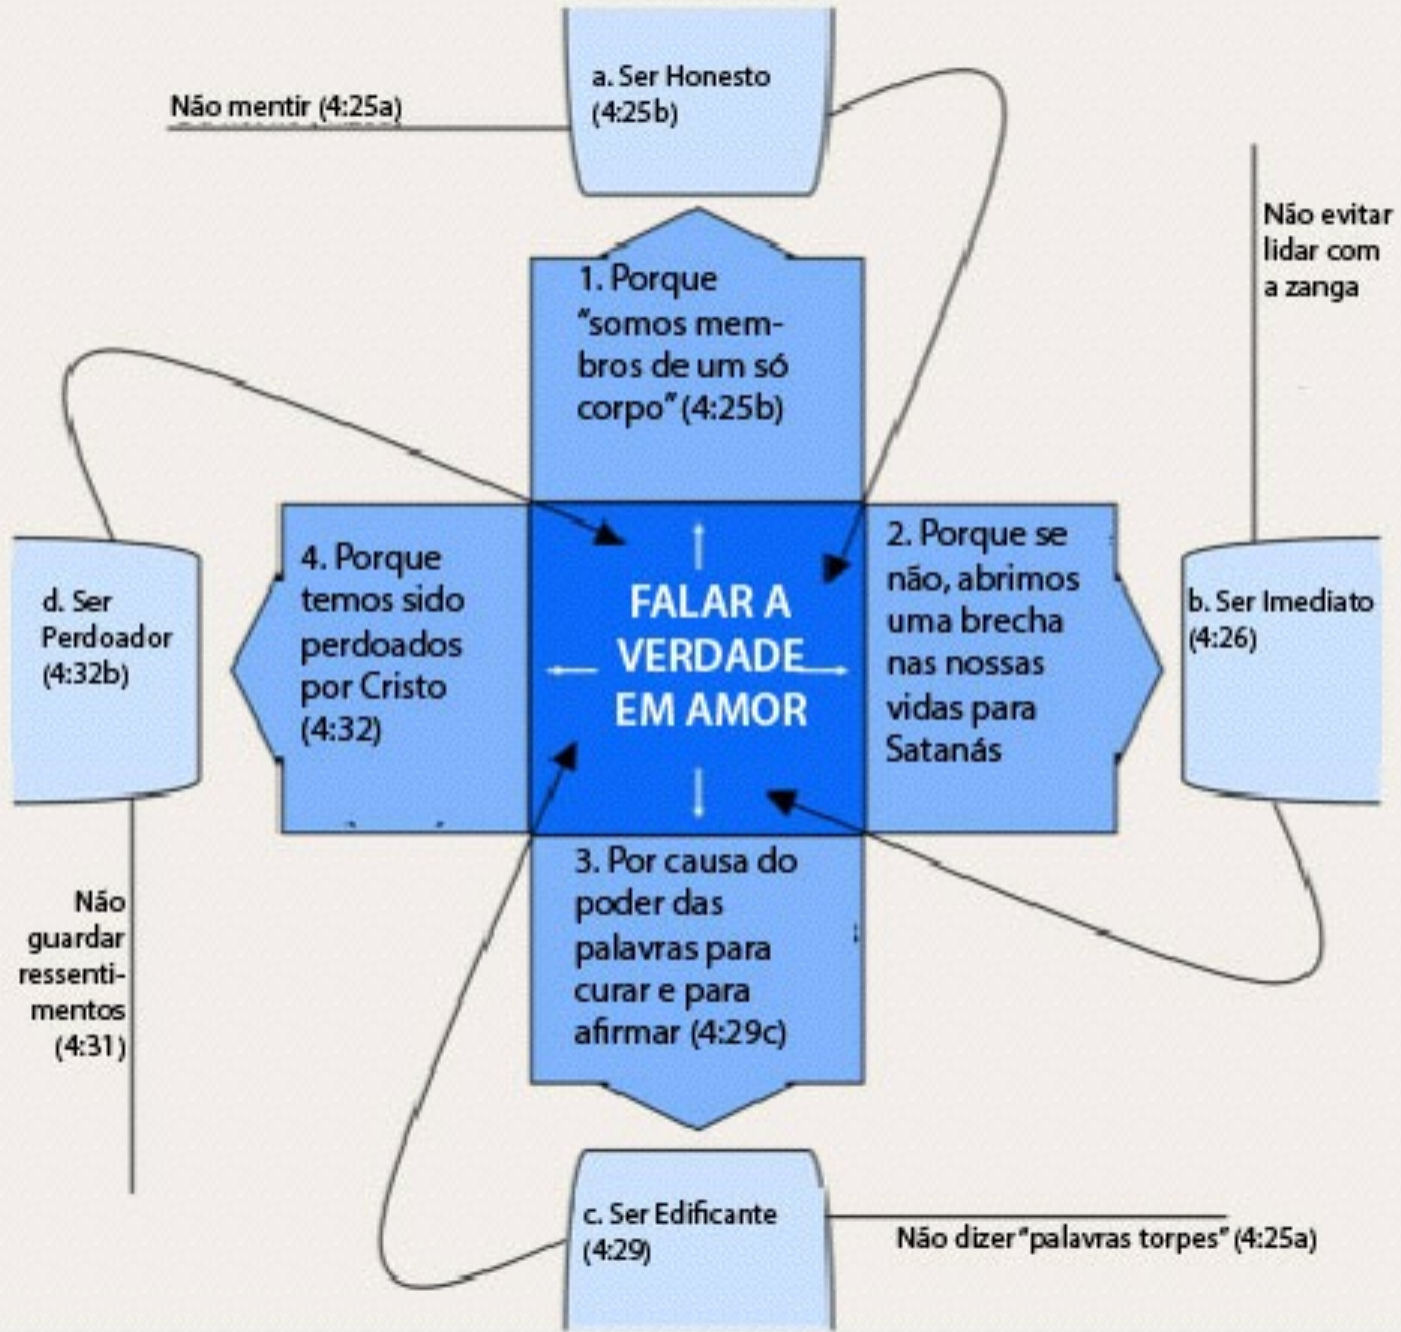 a. Ser Honesto
(4:25b)
Não mentir (4:25a)
Não evitar
lidar com
a zanga
1. Porque
“somos mem-
bros de um só
corpo” (4:25b)
4. Porque
temos sido
perdoados
por Cristo
(4:32)
FALAR A
VERDADE
EM AMOR
2. Porque se
não, abrimos
uma brecha
nas nossas
vidas para
Satanás
d. Ser
Perdoador
(4:32b)
b. Ser Imediato
(4:26)
3. Por causa do
poder das
palavras para
curar e para
afirmar (4:29c)
Não
guardar
ressenti-
mentos
(4:31)
c. Ser Edificante
(4:29)
Não dizer “palavras torpes” (4:25a)